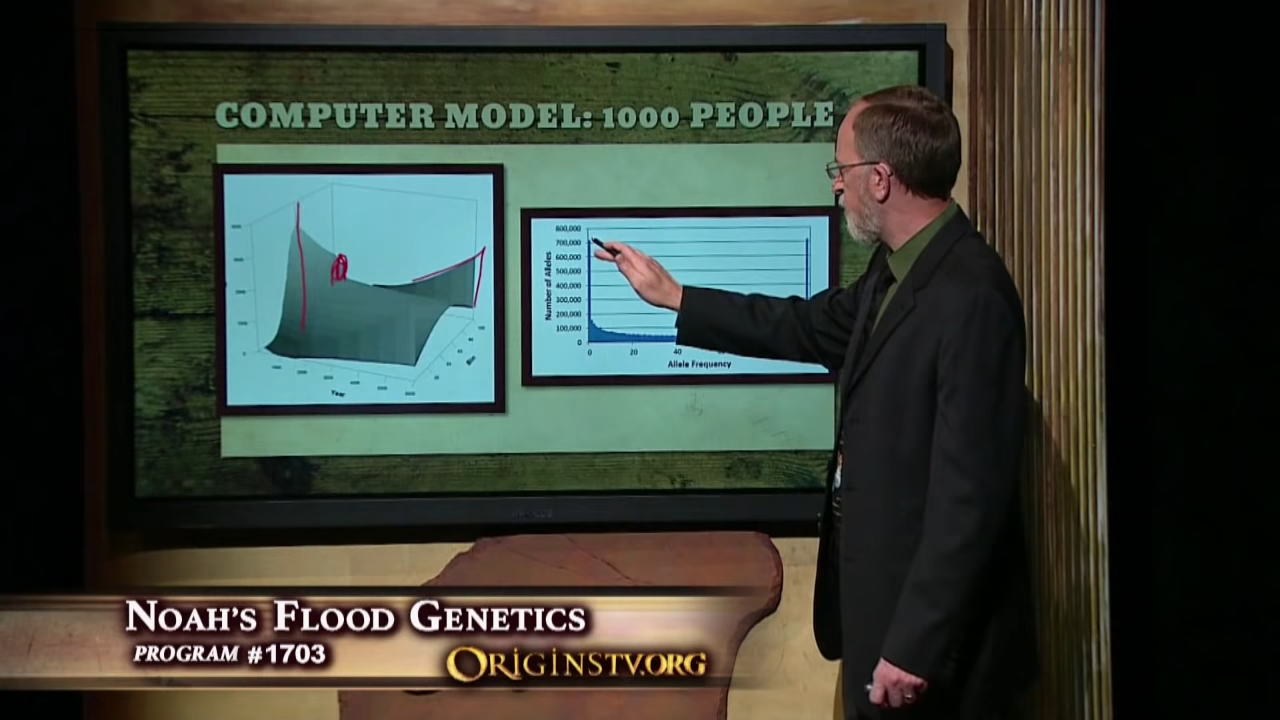 COMPUTER MODEL: 1000 PEOPLE
800,000
700,000
600,000
500,000
400,000
300,000
200,000
100,000
0
Number of Alleles
0 20 40
Allele Frequency
Year
NOAH'S FLOOD GENETICS
PROGRAM #1703
ORIGINSTV.ORG